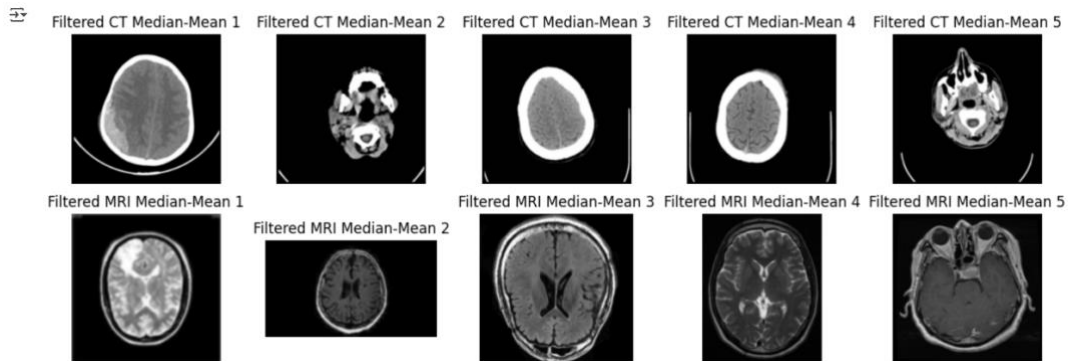 Filtered CT Median-Mean 1
Filtered CT Median-Mean 2
Filtered CT Median-Mean 3
Filtered CT Median-Mean 4
Filtered CT Median-Mean 5
Filtered MRI Median-Mean 1
Filtered MRI Median-Mean 2
Filtered MRI Median-Mean 3
Filtered MRI Median-Mean 4
Filtered MRI Median-Mean 5